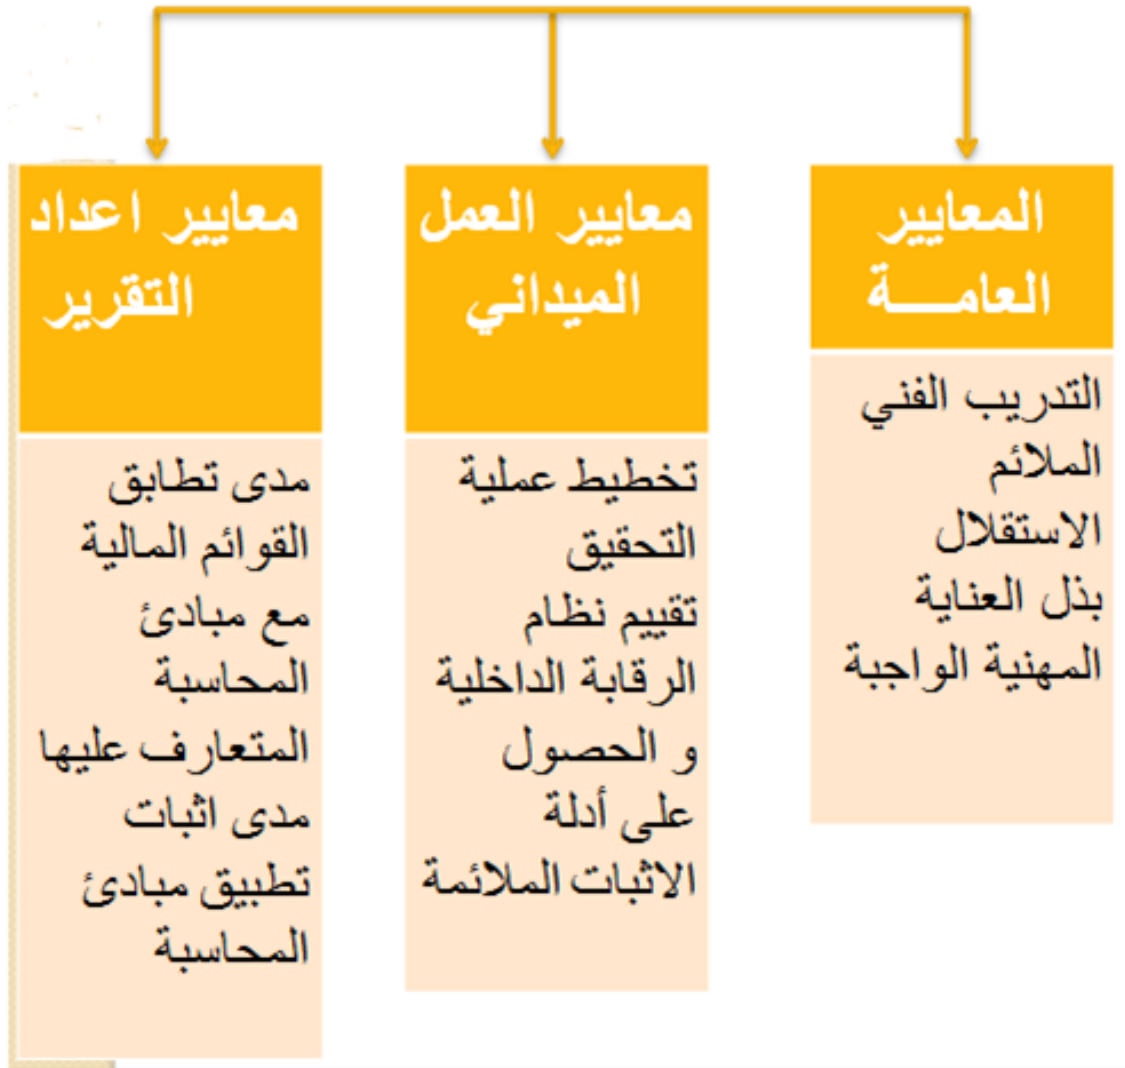 المعايير
العامـــة
التدريب الفني
الملائم
الاستقلال
بذل العناية
المهنية الواجبة
معايير العمل
الميداني
تخطيط عملية
التحقيق
تقييم نظام
الرقابة الداخلية
و الحصول
على أدلة
الاثبات الملائمة
معايير اعداد
التقرير
مدى تطابق
القوائم المالية
مع مبادئ
المحاسبة
المتعارف عليها
مدى اثبات
تطبيق مبادئ
المحاسبة